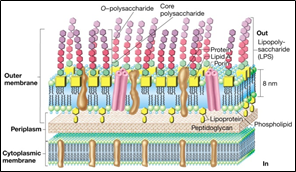 O–polysaccharide
Core
polysaccharide
Out
Protein
Lipid
Porin
Lipopoly-
saccharide
(LPS)
Outer
membrane
8 nm
Lipoprotein
Phospholipid
Periplasm
Peptidoglycan
Cytoplasmic
membrane
In